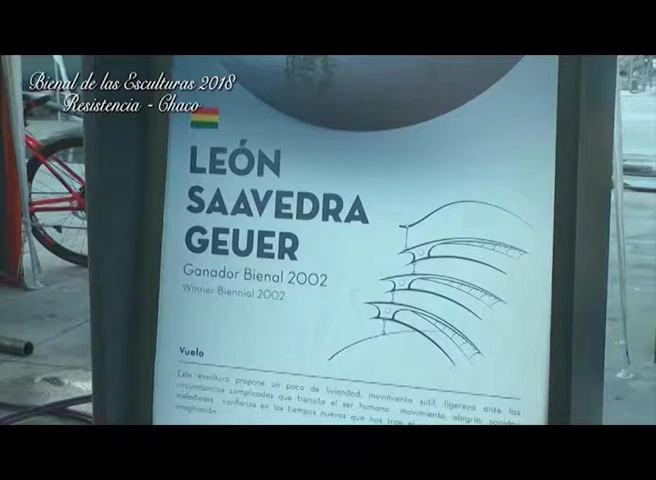 Bienal de las Esculturas 2018
Resistencia - Chaco
LEÓN
SAAVEDRA
GEUER
Ganador Bienal 2002
Winner Biennial 2002
Vuelo
Esta escultura propone un poco de liviandad, movimiento sutil, ligereza ante las
circunstancias complicadas que transita el ser humano, movimiento, alegría, sonidos
melodiosos confianza en los tiempos nuevos que nos trae el
imaginación